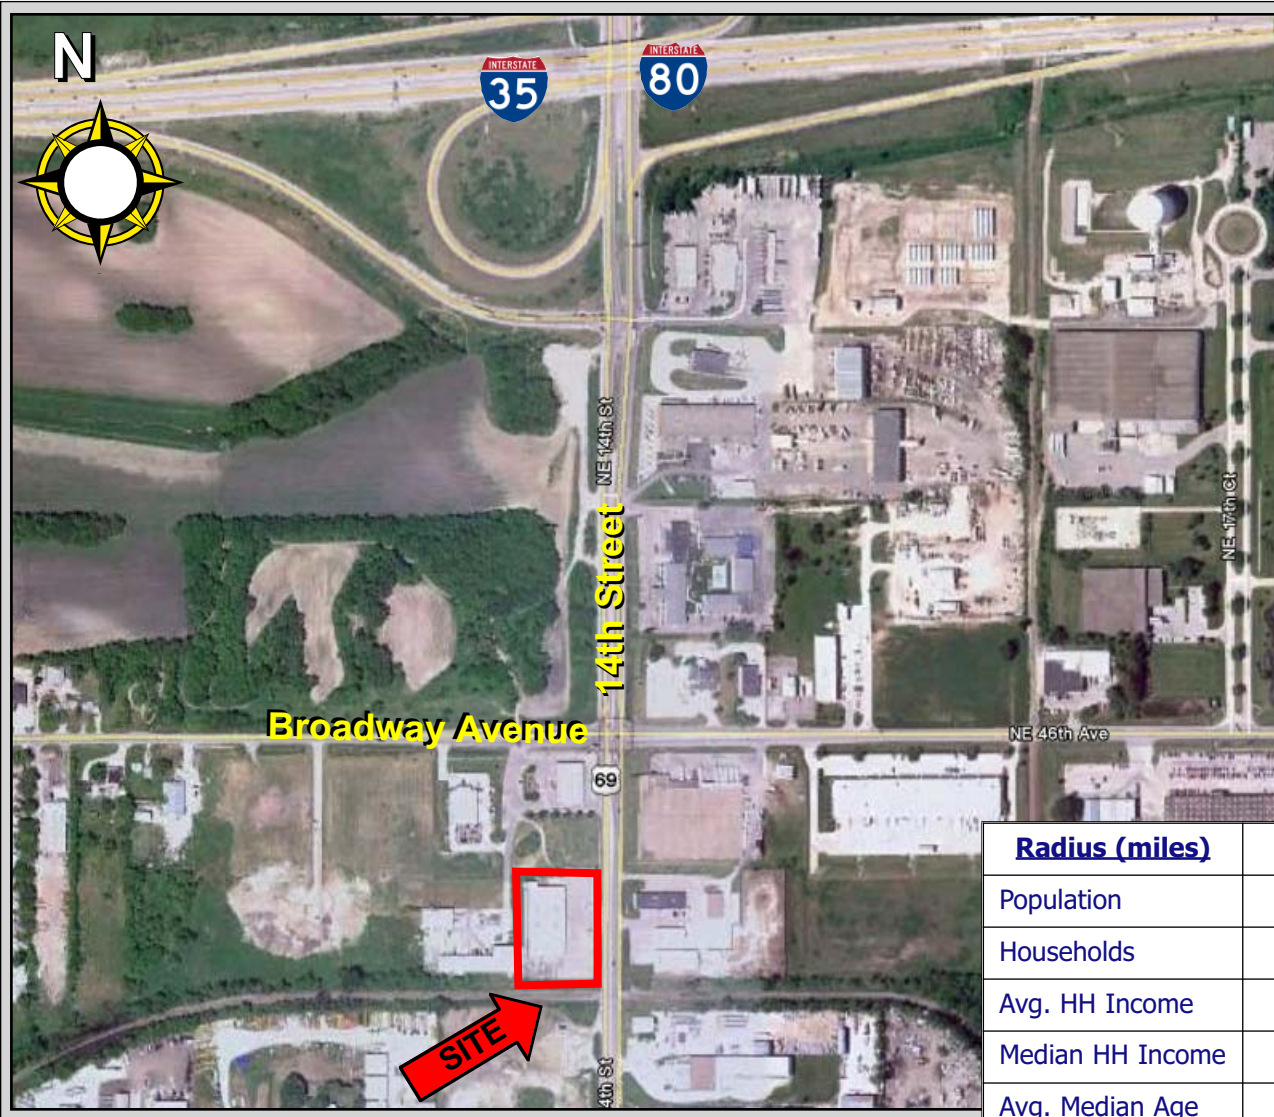 N
INTERSTATE
35
INTERSTATE
80
NE 14th St
14th Street
NE 17th Ct
Broadway Avenue
NE 46th Ave
69
SITE
4th St
Radius (miles)
Population
Households
Avg. HH Income
Median HH Income
Avg. Median Age